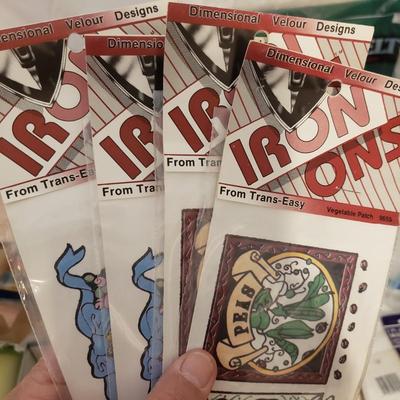 Dimensional Velour Designs
IRON
From Trans-Easy
Dimensional Velour
IRON
From Trans-Easy
Dimensional Velour Designs
IRON
From Trans-Easy
Dimensional Velour Designs
IRON
ONS
From Trans-Easy
Vegetable Patch
PEAS